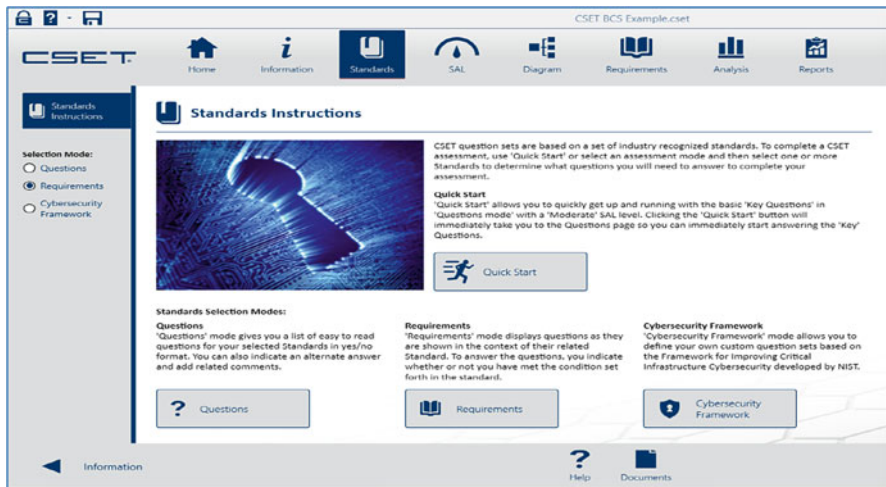 CSET BCS Example.cset
CSET
Home
Information
Standards
SAL
Diagram
Requirements
Analysis
Reports
Standards
Instructions
Selection Mode:
Questions
Requirements
Cybersecurity
Framework
Standards Instructions
CSET question sets are based on a set of industry recognized standards. To complete a CSET
assessment, use 'Quick Start' or select an assessment mode and then select one or more
Standards to determine what questions you will need to answer to complete your
assessment.
Quick Start
'Quick Start' allows you to quickly get up and running with the basic 'Key Questions' in
'Questions mode' with a 'Moderate' SAL level. Clicking the 'Quick Start' button will
immediately take you to the Questions page so you can immediately start answering the 'Key'
Questions.
Quick Start
Standards Selection Modes:
Questions
'Questions' mode gives you a list of easy to read
questions for your selected Standards in yes/no
format. You can also indicate an alternate answer
and add related comments.
? Questions
Requirements
'Requirements' mode displays questions as they
are shown in the context of their related
Standard. To answer the questions, you indicate
whether or not you have met the condition set
forth in the standard.
Requirements
Cybersecurity Framework
'Cybersecurity Framework' mode allows you to
define your own custom question sets based on
the Framework for Improving Critical
Infrastructure Cybersecurity developed by NIST.
Cybersecurity
Framework
Information
?
Help
Documents